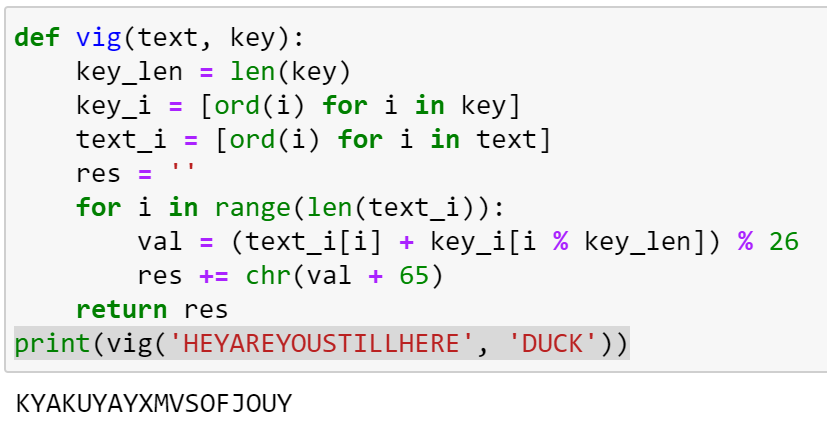 def vig(text, key):
    key_len = len(key)
    key_i = [ord(i) for i in key]
    text_i = [ord(i) for i in text]
    res = ''
    for i in range(len(text_i)):
        val = (text_i[i] + key_i[i % key_len]) % 26
        res += chr(val + 65)
    return res
print(vig('HEYAREYOUSTILLHERE', 'DUCK'))
KYAKUYAYXMVSOFJOUY